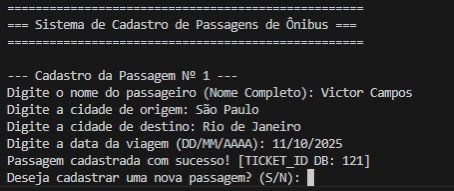 ==================================================
=== Sistema de Cadastro de Passagens de Ônibus ===
==================================================
--- Cadastro da Passagem Nº 1 ---
Digite o nome do passageiro (Nome Completo): Victor Campos
Digite a cidade de origem: São Paulo
Digite a cidade de destino: Rio de Janeiro
Digite a data da viagem (DD/MM/AAAA): 11/10/2025
Passagem cadastrada com sucesso! [TICKET_ID DB: 121]
Deseja cadastrar uma nova passagem? (S/N):